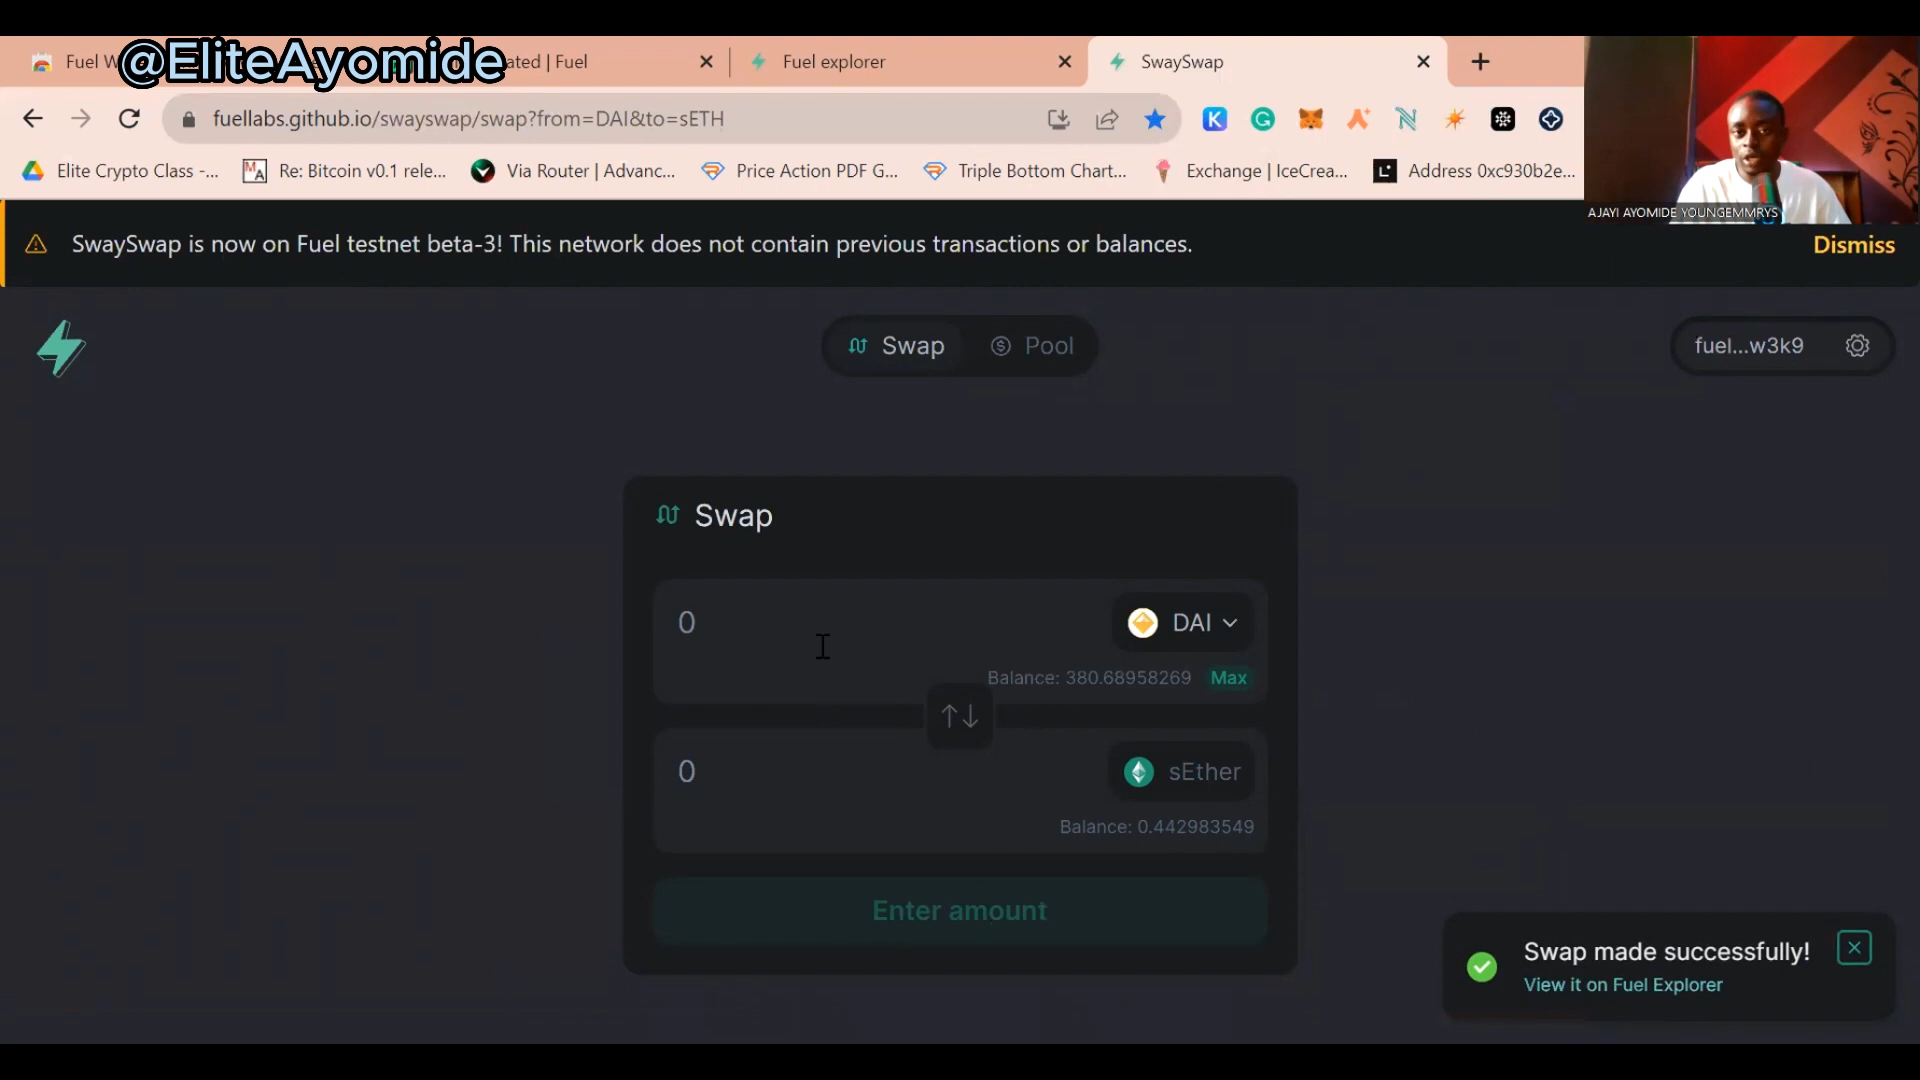 Fuel W
@EliteAyomide
ated | Fuel
Fuel explorer
SwaySwap
fuellabs.github.io/swayswap/swap?from=DAI&to=sETH
Elite Crypto Class -...
Re: Bitcoin v0.1 rele...
Via Router | Advanc...
Price Action PDF G...
Triple Bottom Chart...
Exchange | IceCrea...
Address 0xc930b2e...
AJAYI AYOMIDE YOUNGEMMRYS
SwaySwap is now on Fuel testnet beta-3! This network does not contain previous transactions or balances.
Dismiss
Swap
Pool
fuel...w3k9
Swap
0
DAI
Balance: 380.68958269
Max
0
sEther
Balance: 0.442983549
Enter amount
Swap made successfully!
View it on Fuel Explorer